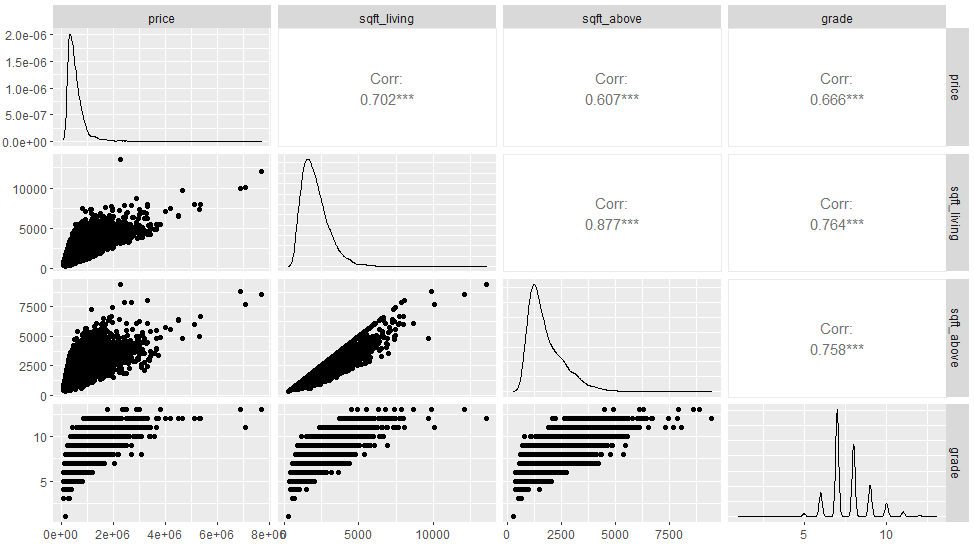 price sqft_living sqft_above grade
2.0e-06
1.5e-06
1.0e-06
5.0e-07
0.0e+00
Corr:
0.702***
Corr:
0.607***
Corr:
0.666***
price
10000
5000
0
Corr:
0.877***
Corr:
0.764***
sqft_living
7500
5000
2500
0
Corr:
0.758***
sqft_above
10
5
grade
0e+00 2e+06 4e+06 6e+06 8e+06 0 5000 10000 0 2500 5000 7500 5 10